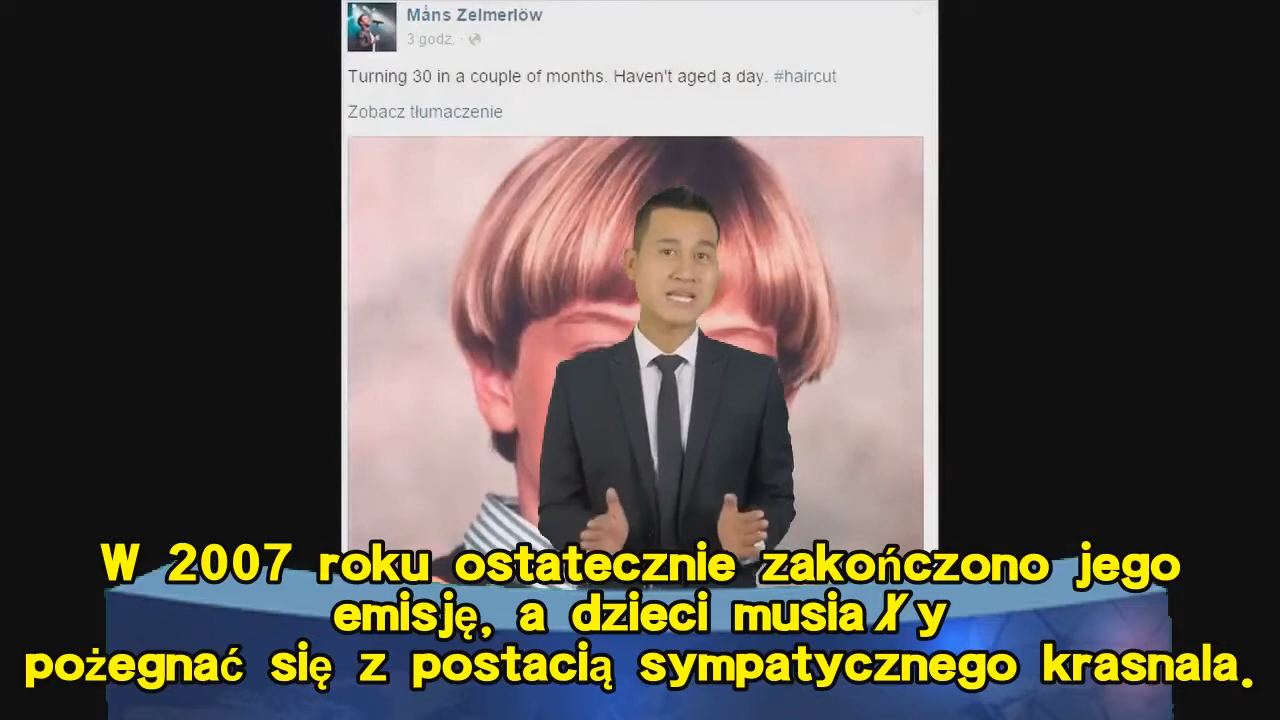 Måns Zelmerlöw
3 godz.
Turning 30 in a couple of months. Haven't aged a day. #haircut
Zobacz tłumaczenie
W 2007 roku ostatecznie zakończono jego
emisję, a dzieci musiały
pożegnać się z postacią sympatycznego krasnala.